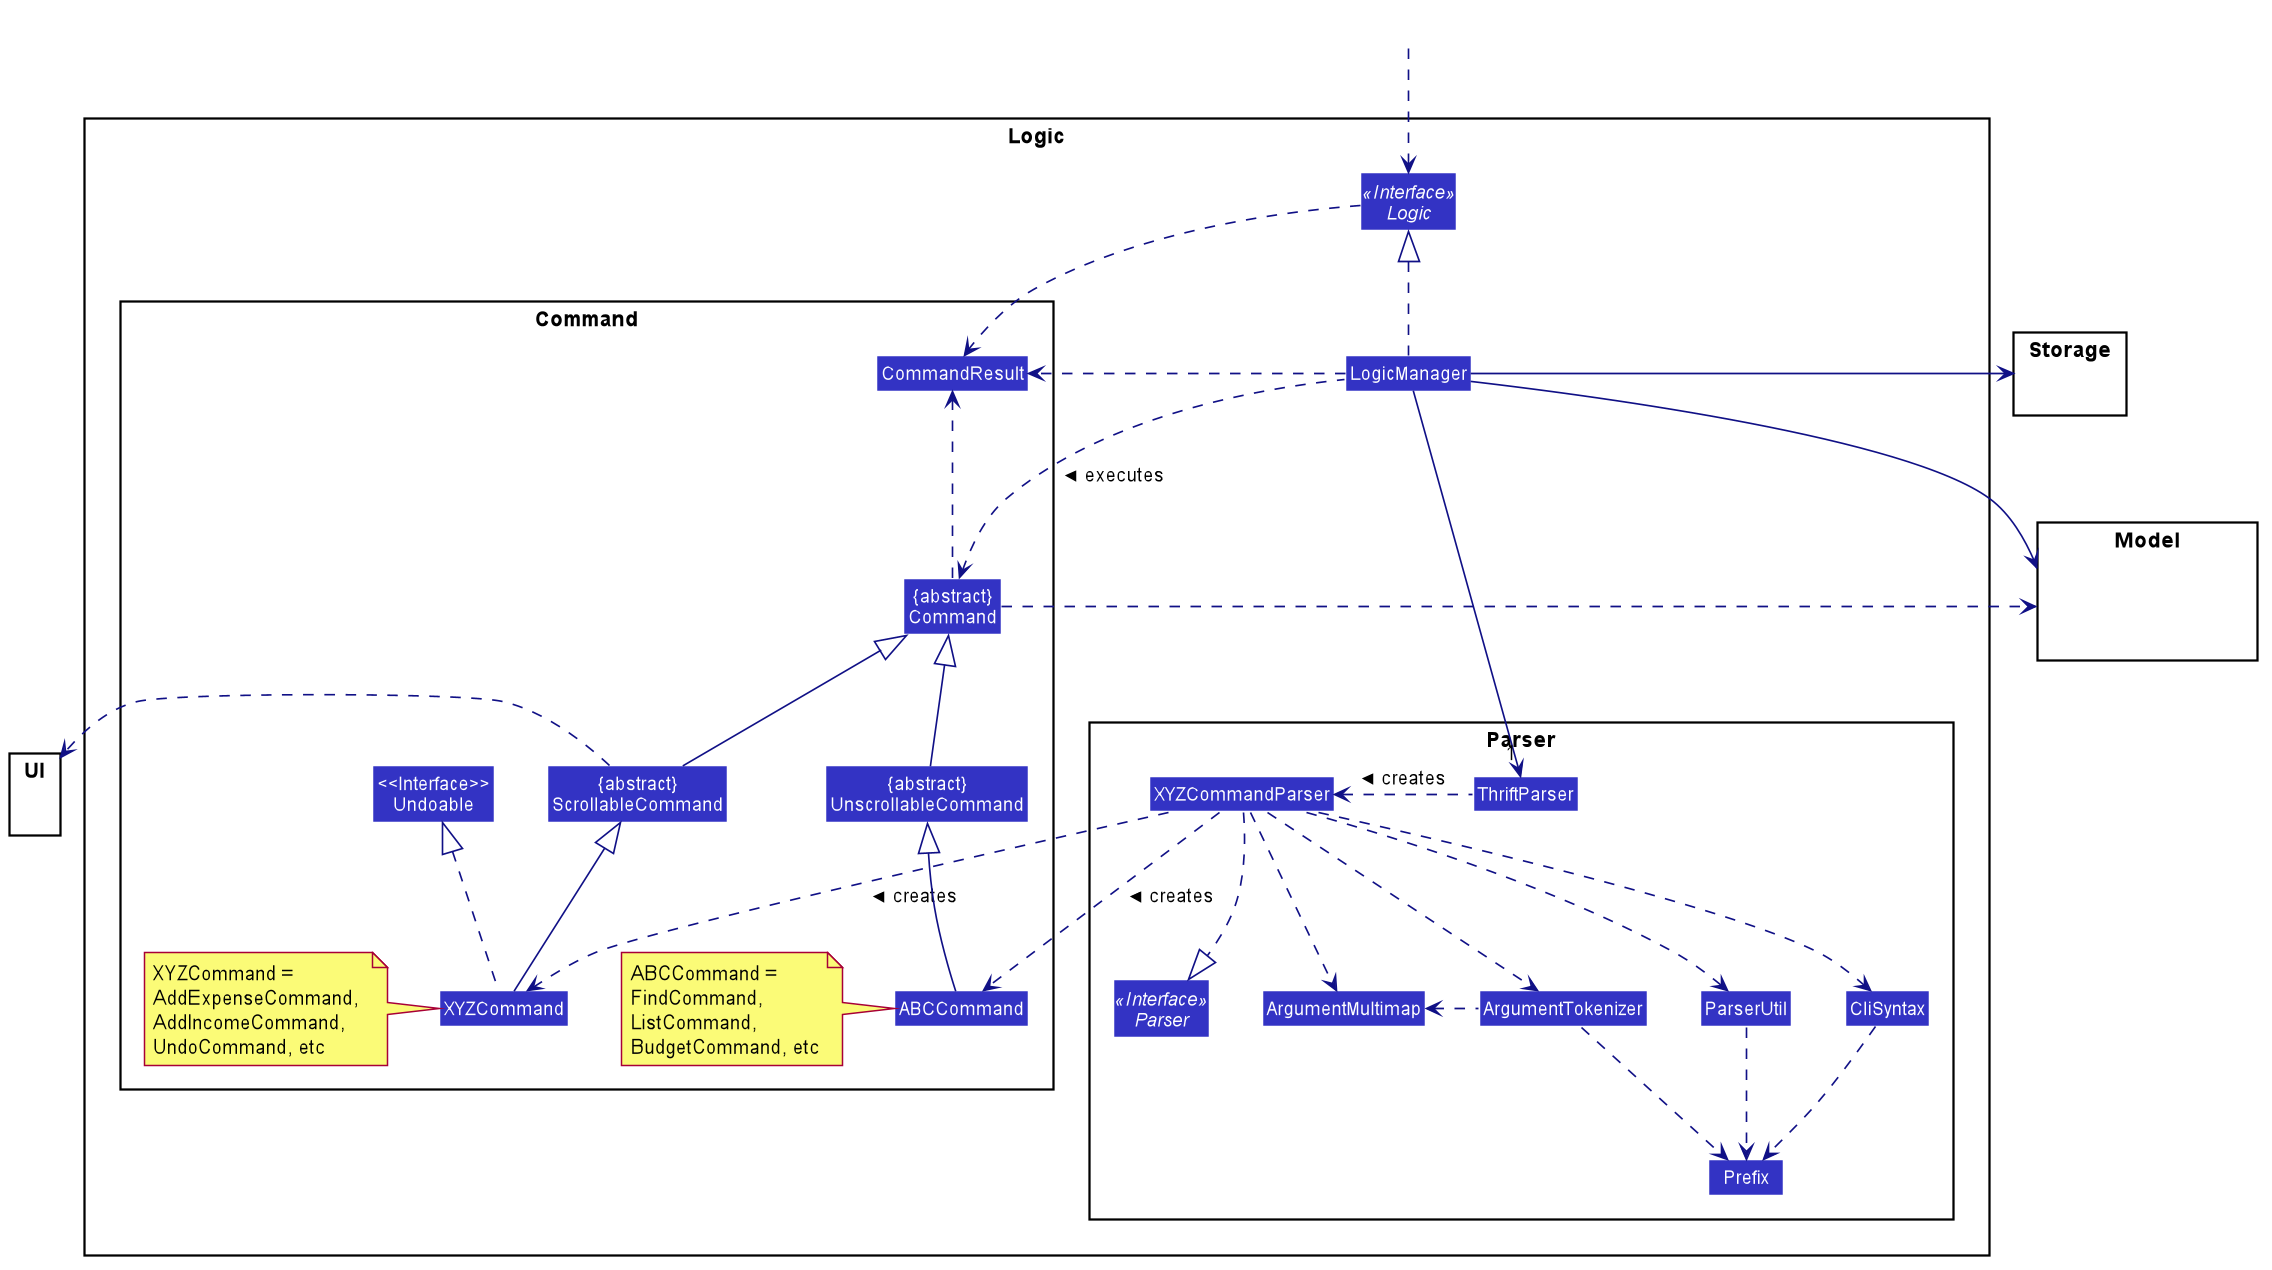 Logic
«Interface»
Logic
Command
Storage
CommandResult
LogicManager
◄ executes
Model
{abstract}
Command
Parser
UI
<<Interface>>
Undoable
{abstract}
ScrollableCommand
{abstract}
UnscrollableCommand
XYZCommandParser
◄ creates
ThriftParser
◄ creates
◄ creates
XYZCommand =
AddExpenseCommand,
AddIncomeCommand,
UndoCommand, etc
XYZCommand
ABCCommand =
FindCommand,
ListCommand,
BudgetCommand, etc
ABCCommand
«Interface»
Parser
ArgumentMultimap
ArgumentTokenizer
ParserUtil
CliSyntax
Prefix